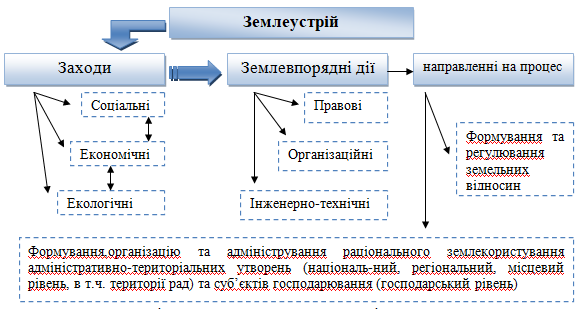 Землеустрій
Заходи
Землевпорядні дії
направленні на процес
Соціальні
Економічні
Екологічні
Правові
Організаційні
Інженерно-технічні
Формування та
регулювання
земельних
відносин
Формування,організацію та адміністрування раціонального землекористування
адміністративно-територіальних утворень (національ-ний, регіональний, місцевий
рівень, в т.ч. території рад) та суб’єктів господарювання (господарський рівень)